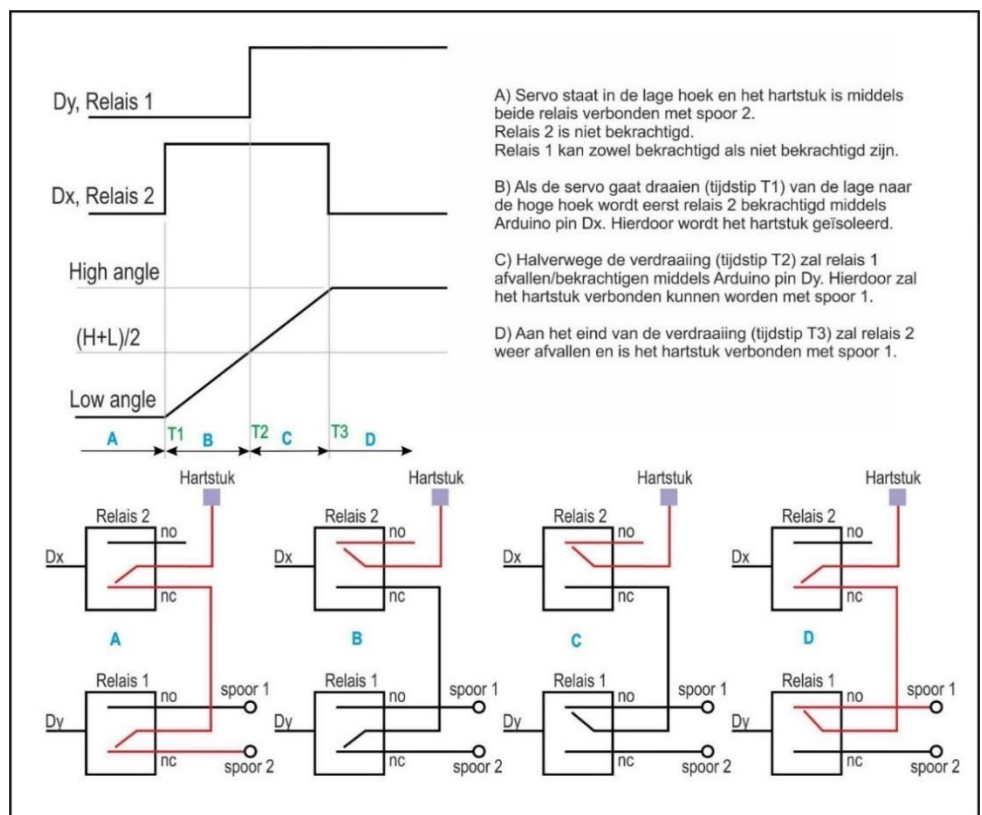 Dy, Relais 1
Dx, Relais 2
High angle
(H+L)/2
Low angle
A
T1
B
T2
C
T3
D
A) Servo staat in de lage hoek en het hartstuk is middels
beide relais verbonden met spoor 2.
Relais 2 is niet bekrachtigd.
Relais 1 kan zowel bekrachtigd als niet bekrachtigd zijn.
B) Als de servo gaat draaien (tijdstip T1) van de lage naar
de hoge hoek wordt eerst relais 2 bekrachtigd middels
Arduino pin Dx. Hierdoor wordt het hartstuk geïsoleerd.
C) Halverwege de verdraaiing (tijdstip T2) zal relais 1
afvallen/bekrachtigen middels Arduino pin Dy. Hierdoor zal
het hartstuk verbonden kunnen worden met spoor 1.
D) Aan het eind van de verdraaiing (tijdstip T3) zal relais 2
weer afvallen en is het hartstuk verbonden met spoor 1.
Hartstuk
Relais 2
no
Dx
nc
A
Relais 1
no
spoor 1
Dy
nc
spoor 2
Hartstuk
Relais 2
no
Dx
nc
B
Relais 1
no
spoor 1
Dy
nc
spoor 2
Hartstuk
Relais 2
no
Dx
nc
C
Relais 1
no
spoor 1
Dy
nc
spoor 2
Hartstuk
Relais 2
no
Dx
nc
D
Relais 1
no
spoor 1
Dy
nc
spoor 2